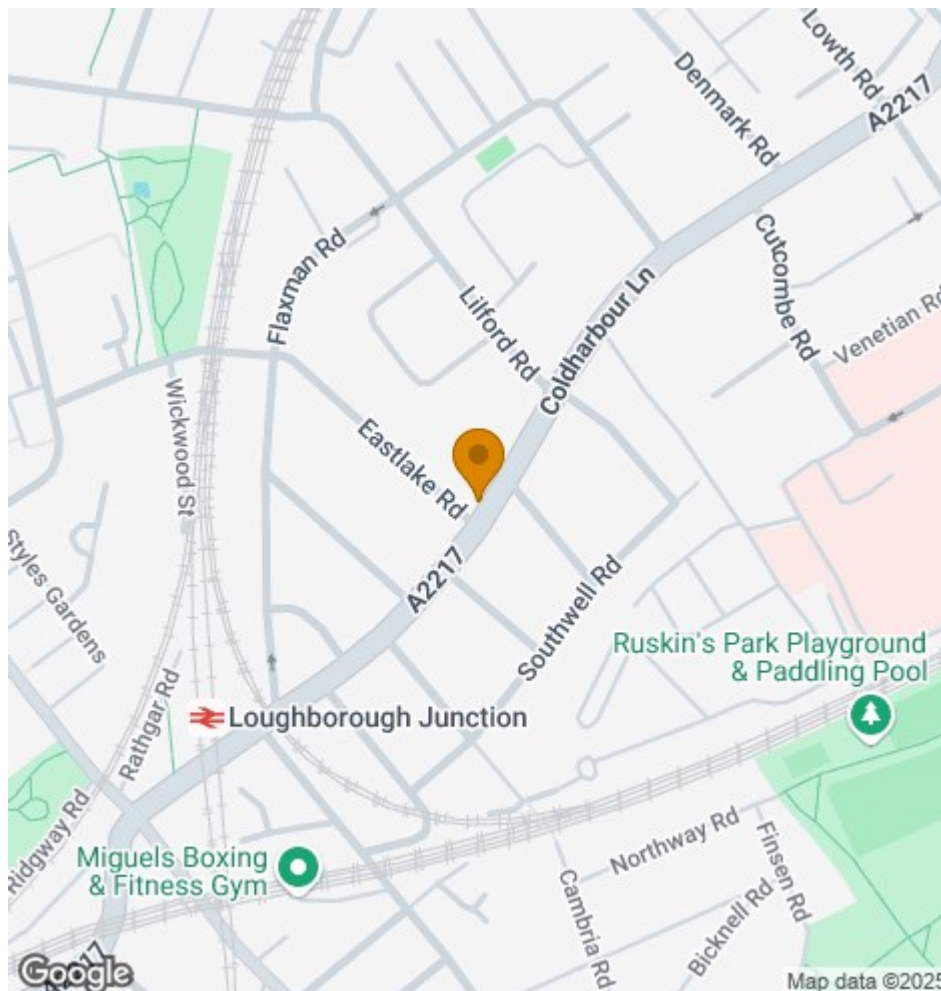 Lowth Rd
Denmark Rd
A2217
Flaxman Rd
Cutcombe Rd
Coldharbour Ln
Lilford Rd
Venetian Rd
Wickwood St
Eastlake Rd
A2217
Styles Gardens
Southwell Rd
Ruskin's Park Playground
& Paddling Pool
Loughborough Junction
Rathgar Rd
Ridgway Rd
Northway Rd
Miguels Boxing
& Fitness Gym
Finsen Rd
Cambria Rd
Bicknell Rd
A2217
Google
Map data ©2025